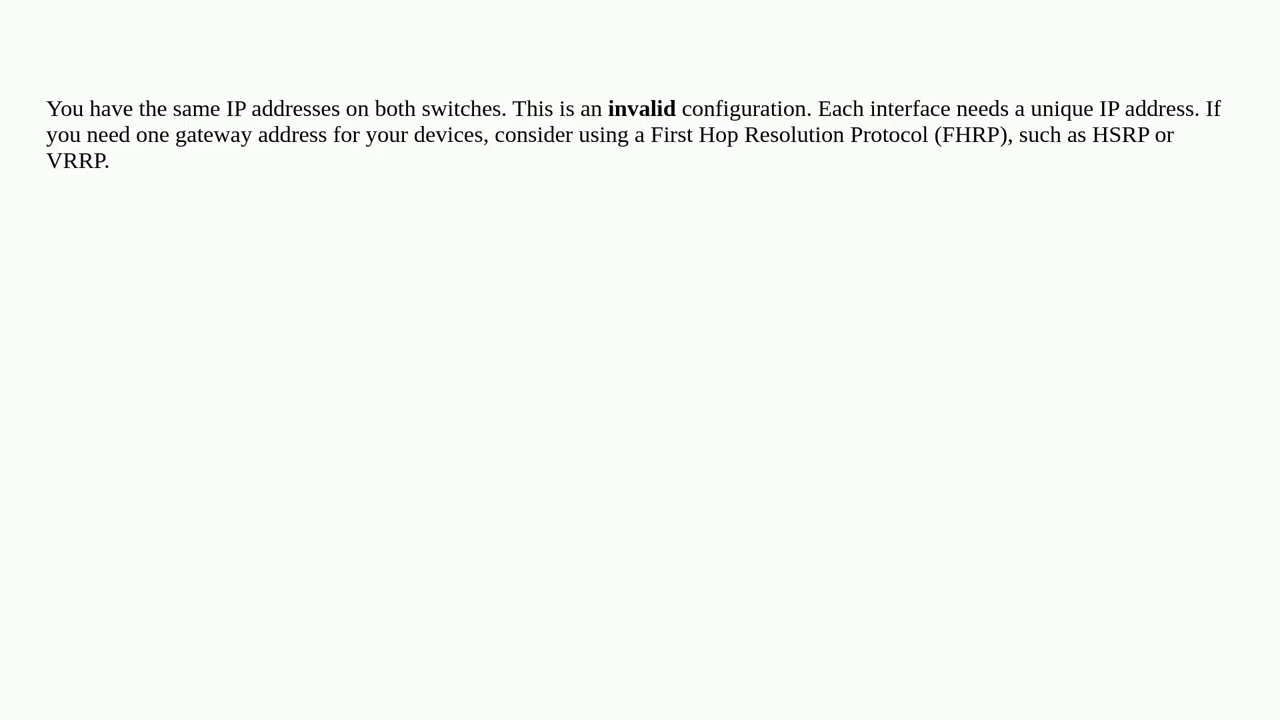 You have the same IP addresses on both switches. This is an invalid configuration. Each interface needs a unique IP address. If
you need one gateway address for your devices, consider using a First Hop Resolution Protocol (FHRP), such as HSRP or
VRRP.